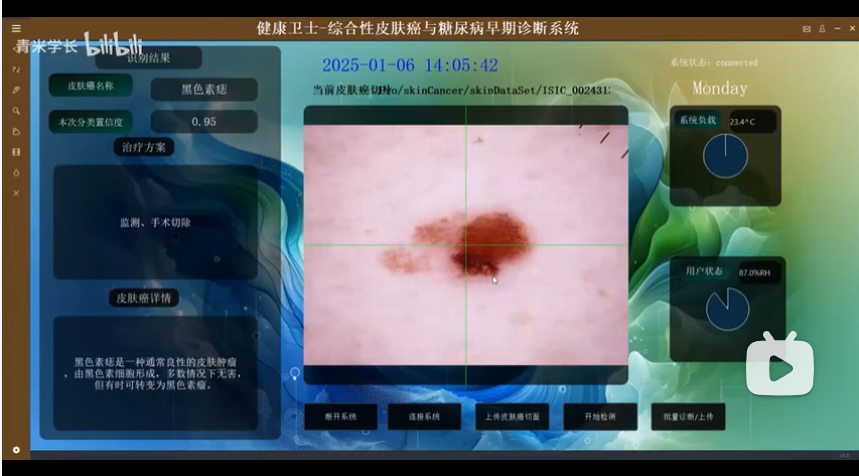 健康卫士-综合性皮肤癌与糖尿病早期诊断系统
青米学长 bilibili
识别结果
皮肤癌名称
黑色素痣
本次分类置信度
0.95
治疗方案
监测、手术切除
皮肤癌详情
黑色素痣是一种通常良性的皮肤肿瘤
，由黑色素细胞形成，多数情况下无害，
但有时可转变为黑色素瘤。
2025-01-06 14:05:42
当前皮肤癌切片
ro/skinCancer/skinDataSet/ISIC_002431
断开系统
连接系统
上传皮肤癌切面
开始检测
批量诊断/上传
系统状态：connected
Monday
系统负载
23.4°C
用户状态
87.0%RH